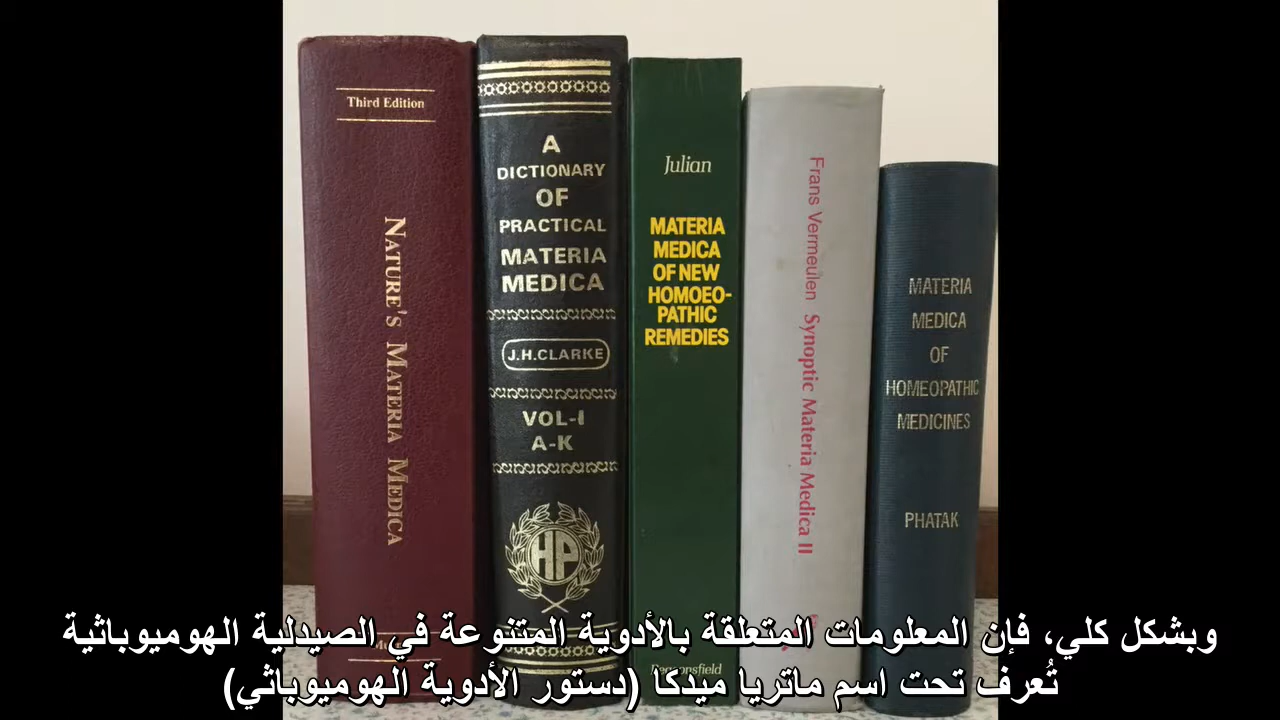 Third Edition
NATURE'S MATERIA MEDICA
A
DICTIONARY
OF
PRACTICAL
MATERIA
MEDICA
J.H.CLARKE
VOL-I
A-K
HP
Julian
MATERIA
MEDICA
OF NEW
HOMOEO-
PATHIC
REMEDIES
Frans Vermeulen Synoptic Materia Medica II
MATERIA
MEDICA
OF
HOMEOPATHIC
MEDICINES
PHATAK
وبشكل كلي، فإن المعلومات المتعلقة بالأدوية المتنوعة في الصيدلية الهوميوباثية
تُعرف تحت اسم ماتريا ميدكا (دستور الأدوية الهوميوباثي)